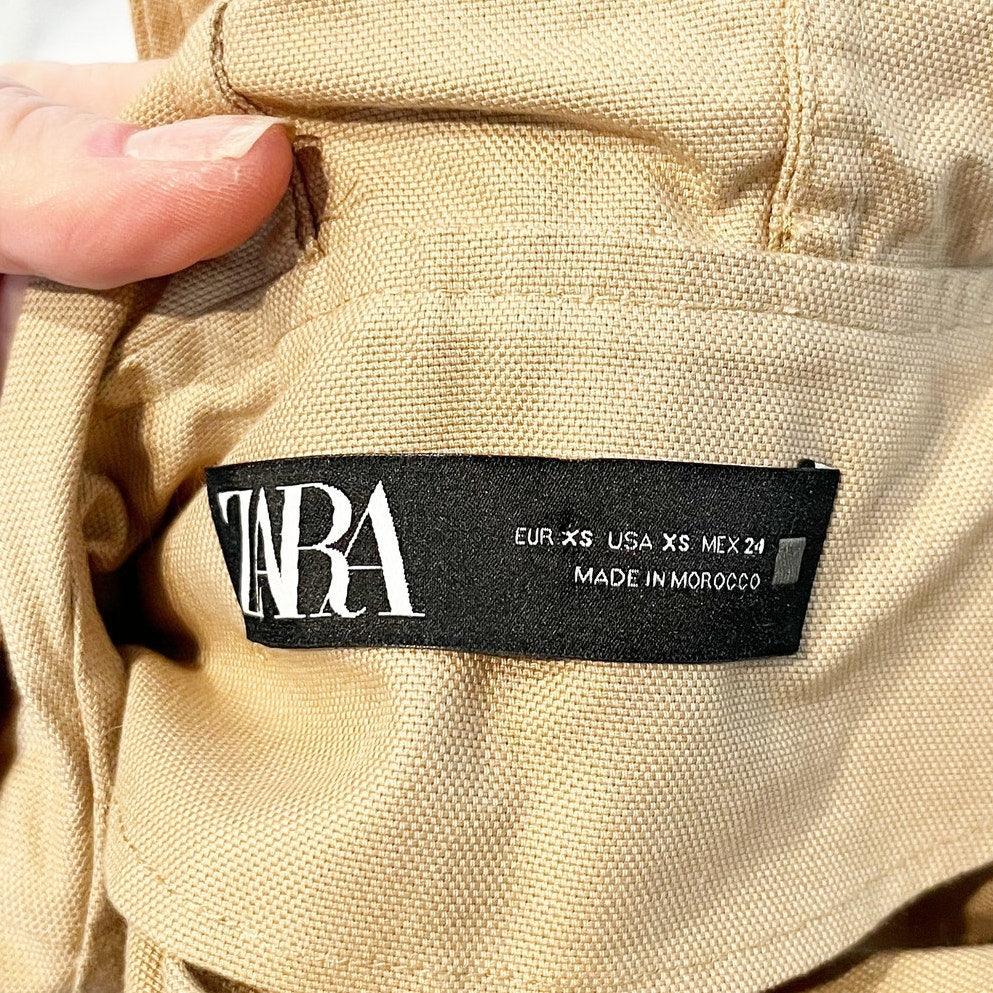 ZARA
EUR XS USA XS MEX 24
MADE IN MOROCCO